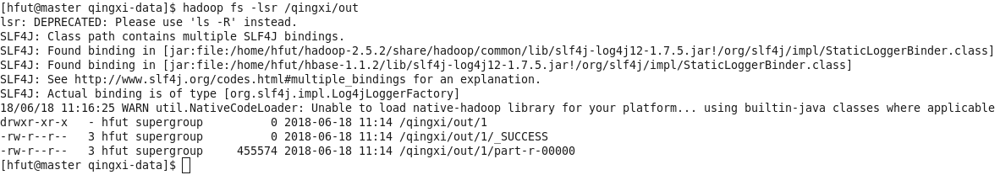 [hfut@master qingxi-data]$ hadoop fs -lsr /qingxi/out
lsr: DEPRECATED: Please use 'ls -R' instead.
SLF4J: Class path contains multiple SLF4J bindings.
SLF4J: Found binding in [jar:file:/home/hfut/hadoop-2.5.2/share/hadoop/common/lib/slf4j-log4j12-1.7.5.jar!/org/slf4j/impl/StaticLoggerBinder.class]
SLF4J: Found binding in [jar:file:/home/hfut/hbase-1.1.2/lib/slf4j-log4j12-1.7.5.jar!/org/slf4j/impl/StaticLoggerBinder.class]
SLF4J: See http://www.slf4j.org/codes.html#multiple_bindings for an explanation.
SLF4J: Actual binding is of type [org.slf4j.impl.Log4jLoggerFactory]
18/06/18 11:16:25 WARN util.NativeCodeLoader: Unable to load native-hadoop library for your platform... using builtin-java classes where applicable
drwxr-xr-x   - hfut supergroup          0 2018-06-18 11:14 /qingxi/out/1
-rw-r--r--   3 hfut supergroup          0 2018-06-18 11:14 /qingxi/out/1/_SUCCESS
-rw-r--r--   3 hfut supergroup     455574 2018-06-18 11:14 /qingxi/out/1/part-r-00000
[hfut@master qingxi-data]$